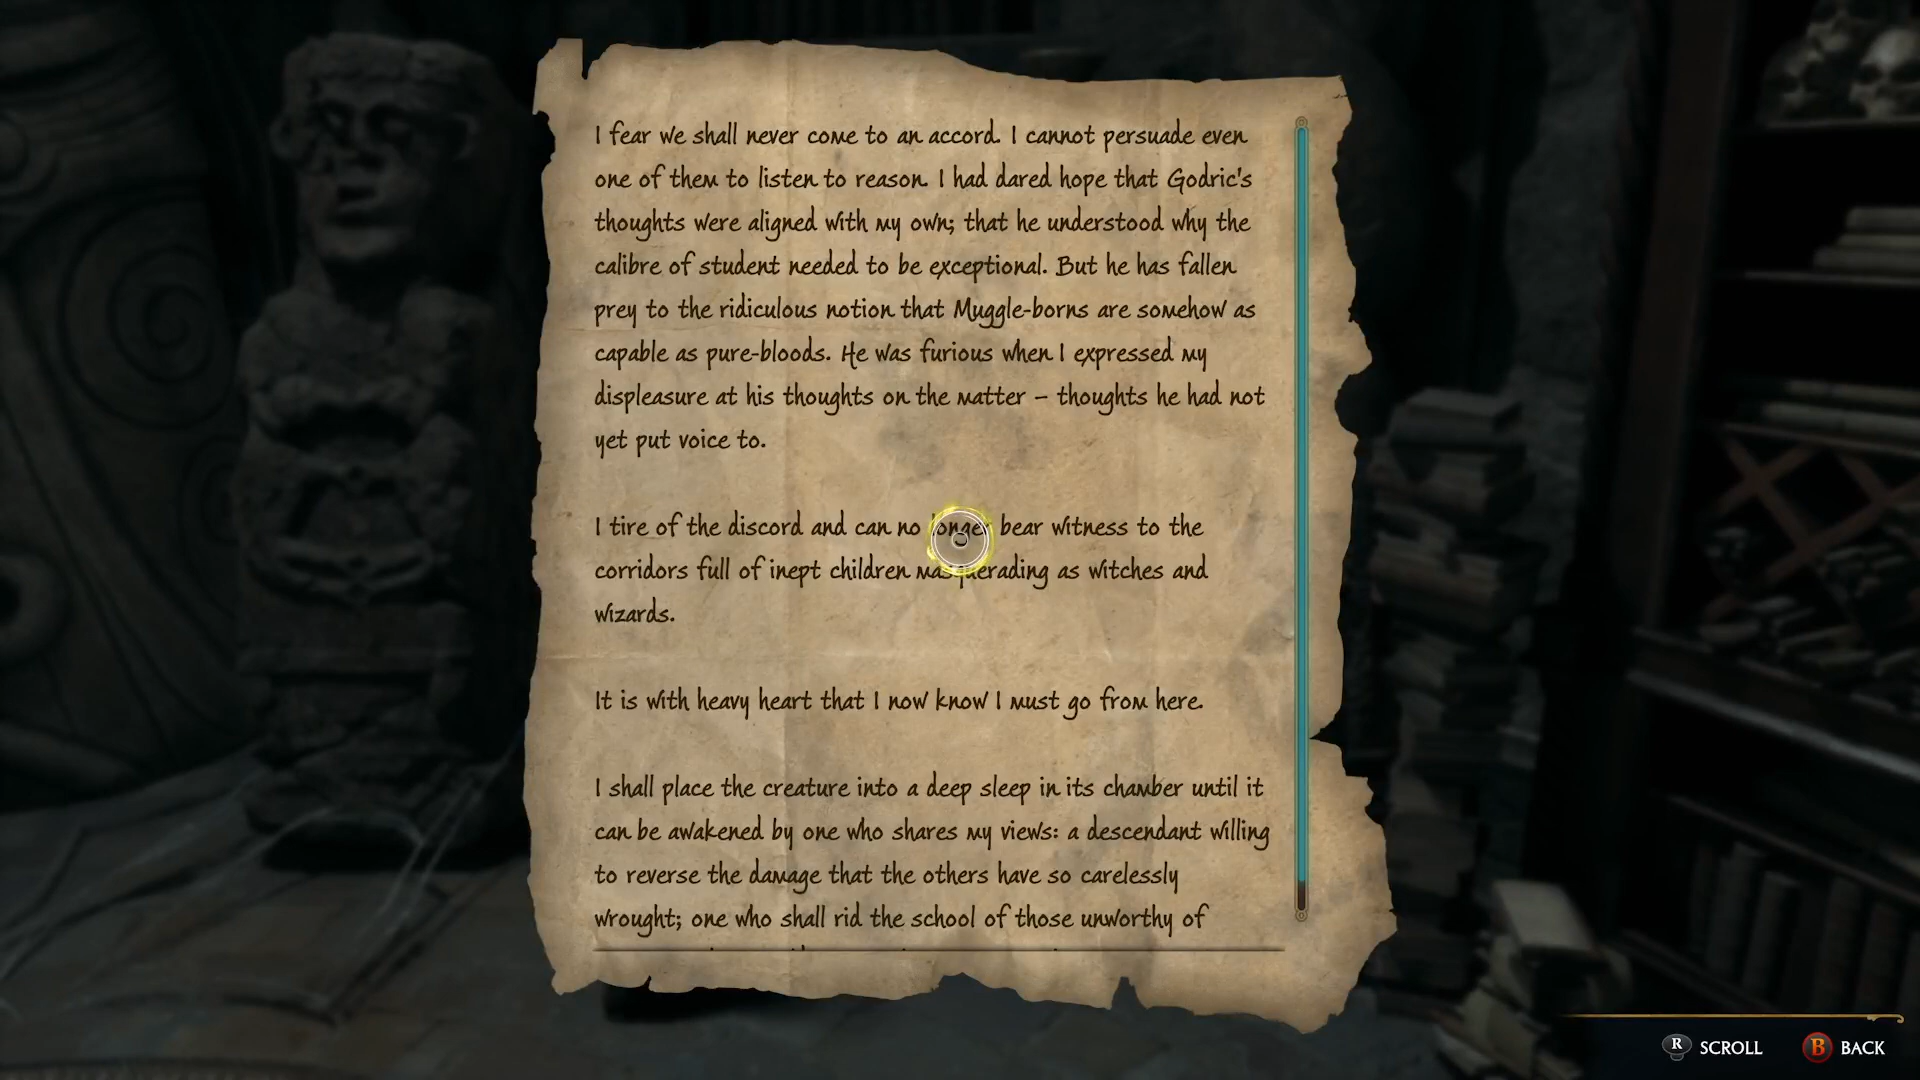 I fear we shall never come to an accord. I cannot persuade even
one of them to listen to reason. I had dared hope that Godric's
thoughts were aligned with my own; that he understood why the
calibre of student needed to be exceptional. But he has fallen
prey to the ridiculous notion that Muggle-borns are somehow as
capable as pure-bloods. He was furious when I expressed my
displeasure at his thoughts on the matter – thoughts he had not
yet put voice to.
I tire of the discord and can no longer bear witness to the
corridors full of inept children masquerading as witches and
wizards.
It is with heavy heart that I now know I must go from here.
I shall place the creature into a deep sleep in its chamber until it
can be awakened by one who shares my views: a descendant willing
to reverse the damage that the others have so carelessly
wrought; one who shall rid the school of those unworthy of
R SCROLL B BACK